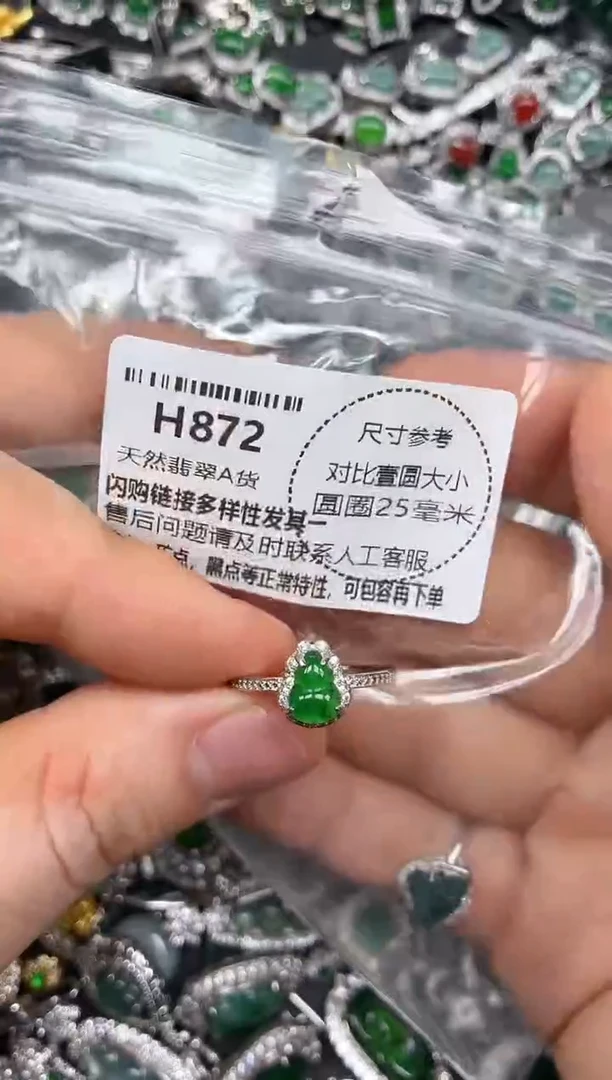 H872
天然翡翠A货
闪购链接多样性发其一
售后问题请及时联系人工客服
点，黑点等正常特性，可包容再下单
尺寸参考
对比壹圆大小
圆圈25毫米